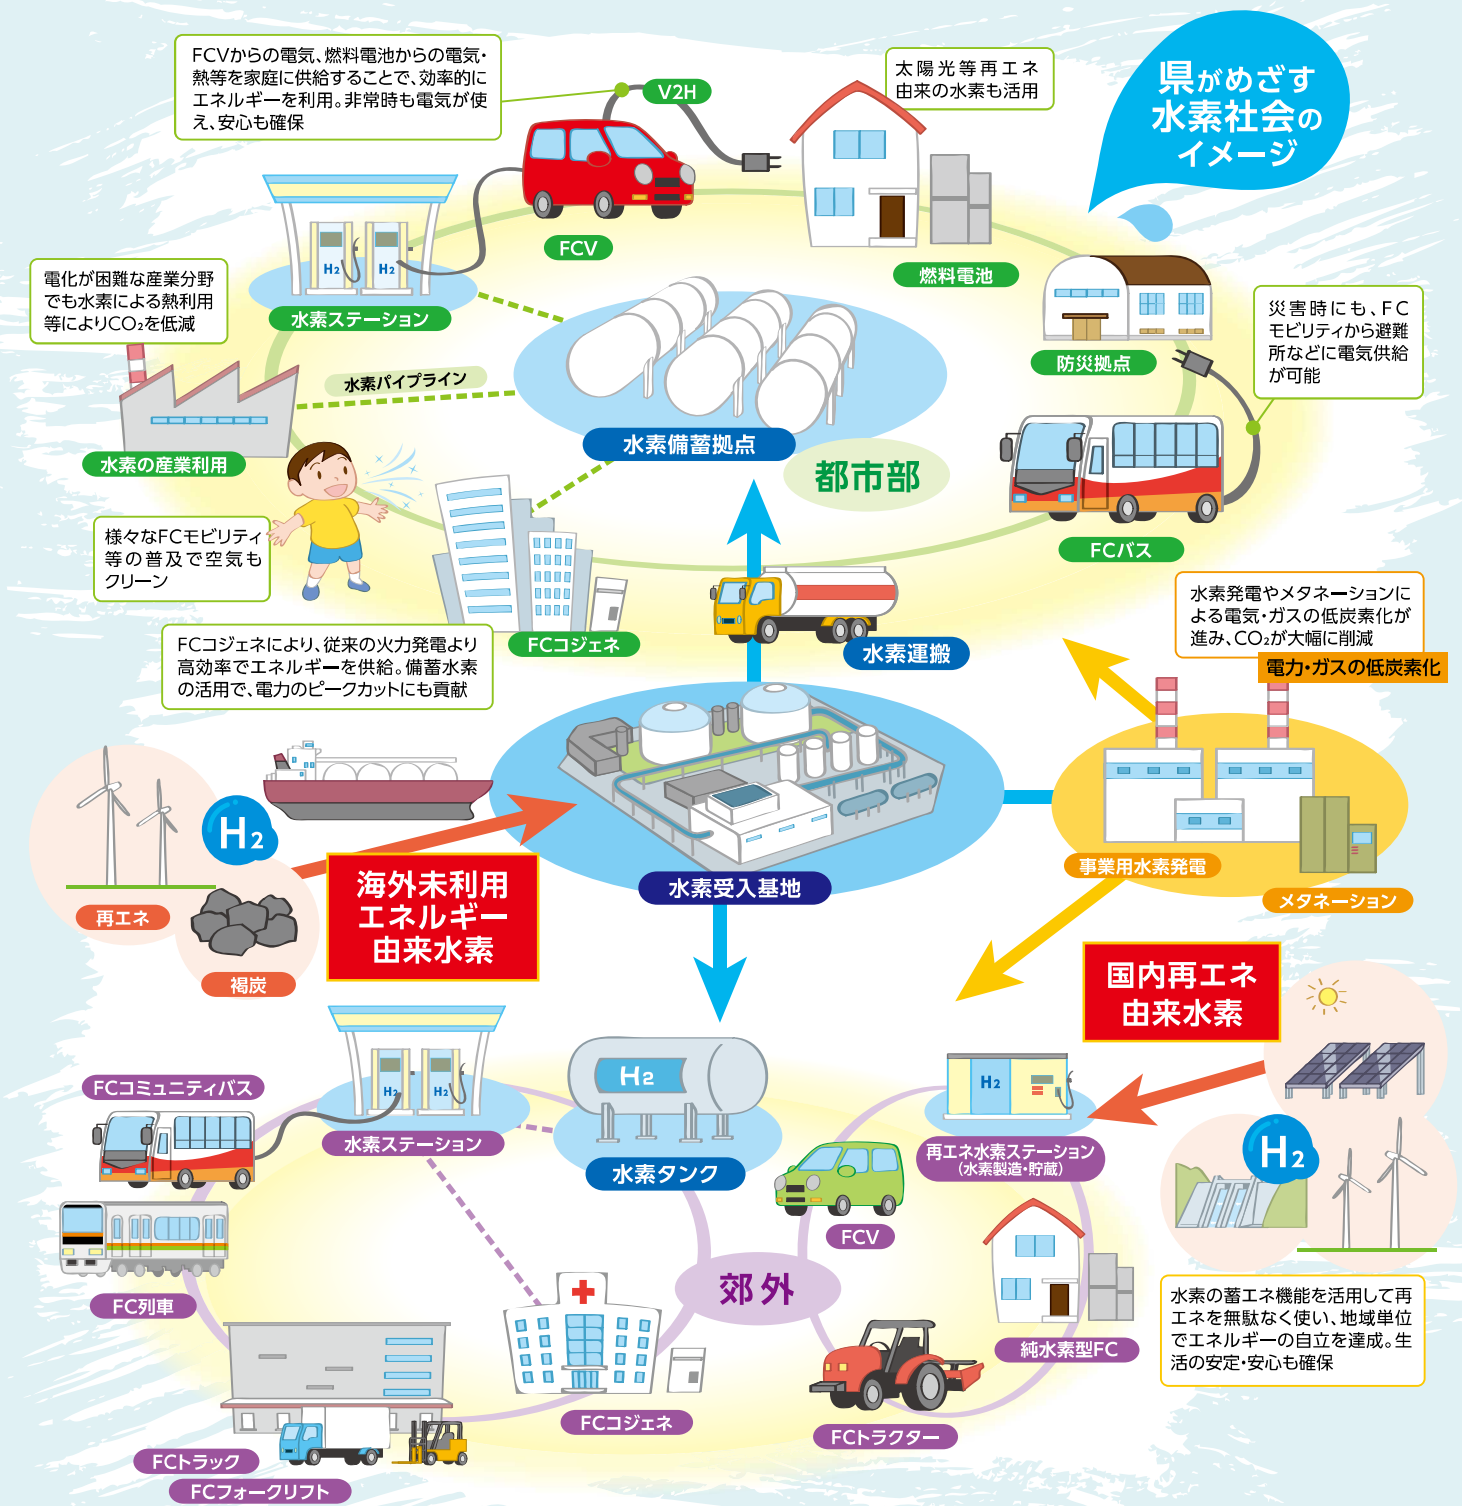 県がめざす
水素社会の
イメージ
FCVからの電気、燃料電池からの電気・
熱等を家庭に供給することで、効率的に
エネルギーを利用。非常時も電気が使
え、安心も確保
V2H
太陽光等再エネ
由来の水素も活用
H2
H2
FCV
燃料電池
水素ステーション
電化が困難な産業分野
でも水素による熱利用
等によりCO₂を低減
防災拠点
災害時にも、FC
モビリティから避難
所などに電気供給
が可能
水素パイプライン
水素備蓄拠点
水素の産業利用
都市部
様々なFCモビリティ
等の普及で空気も
クリーン
FCバス
水素発電やメタネーションに
よる電気・ガスの低炭素化が
進み、CO₂が大幅に削減
電力・ガスの低炭素化
FCコジェネにより、従来の火力発電より
高効率でエネルギーを供給。備蓄水素
の活用で、電力のピークカットにも貢献
FCコジェネ
水素運搬
H2
水素受入基地
事業用水素発電
メタネーション
再エネ
褐炭
海外未利用
エネルギー
由来水素
国内再エネ
由来水素
FCコミュニティバス
H2
H2
水素ステーション
H2
水素タンク
H2
再エネ水素ステーション
(水素製造・貯蔵)
H2
FCV
FC列車
郊外
純水素型FC
水素の蓄エネ機能を活用して再
エネを無駄なく使い、地域単位
でエネルギーの自立を達成。生
活の安定・安心も確保
FCコジェネ
FCトラクター
FCトラック
FCフォークリフト